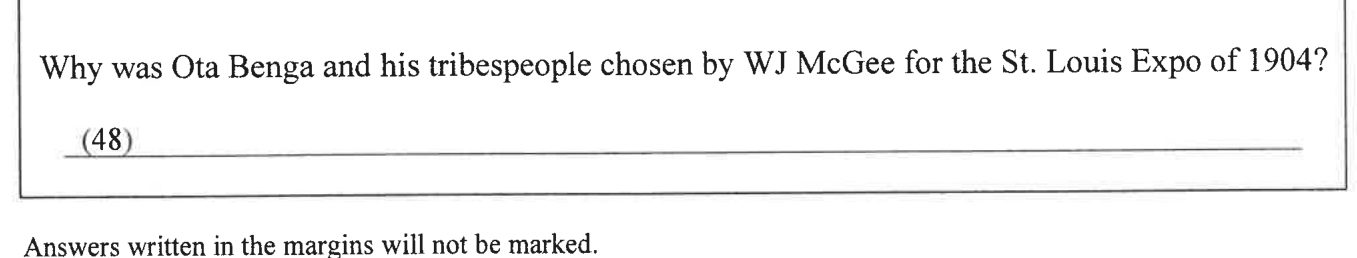 Why was Ota Benga and his tribespeople chosen by WJ McGee for the St. Louis Expo of 1904?
(48)
Answers written in the margins will not be marked.